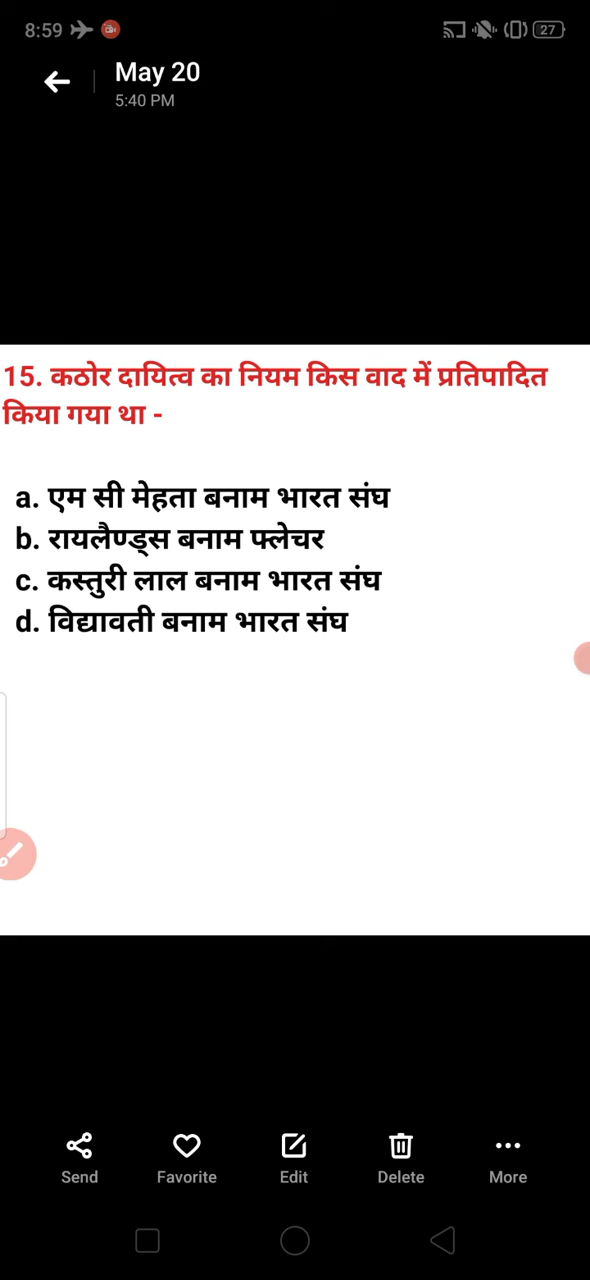 8:59
27
May 20
5:40 PM
15. कठोर दायित्व का नियम किस वाद में प्रतिपादित
किया गया था -
a. एम सी मेहता बनाम भारत संघ
b. रायलैण्ड्स बनाम फ्लेचर
c. कस्तुरी लाल बनाम भारत संघ
d. विद्यावती बनाम भारत संघ
Send Favorite Edit Delete More